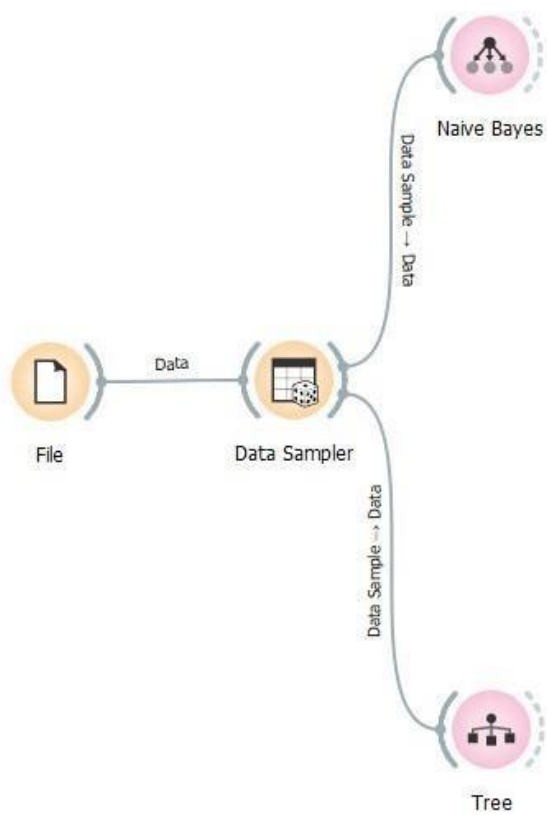 Naive Bayes
Data Sample → Data
Data
File
Data Sampler
Data Sample --> Data
Tree